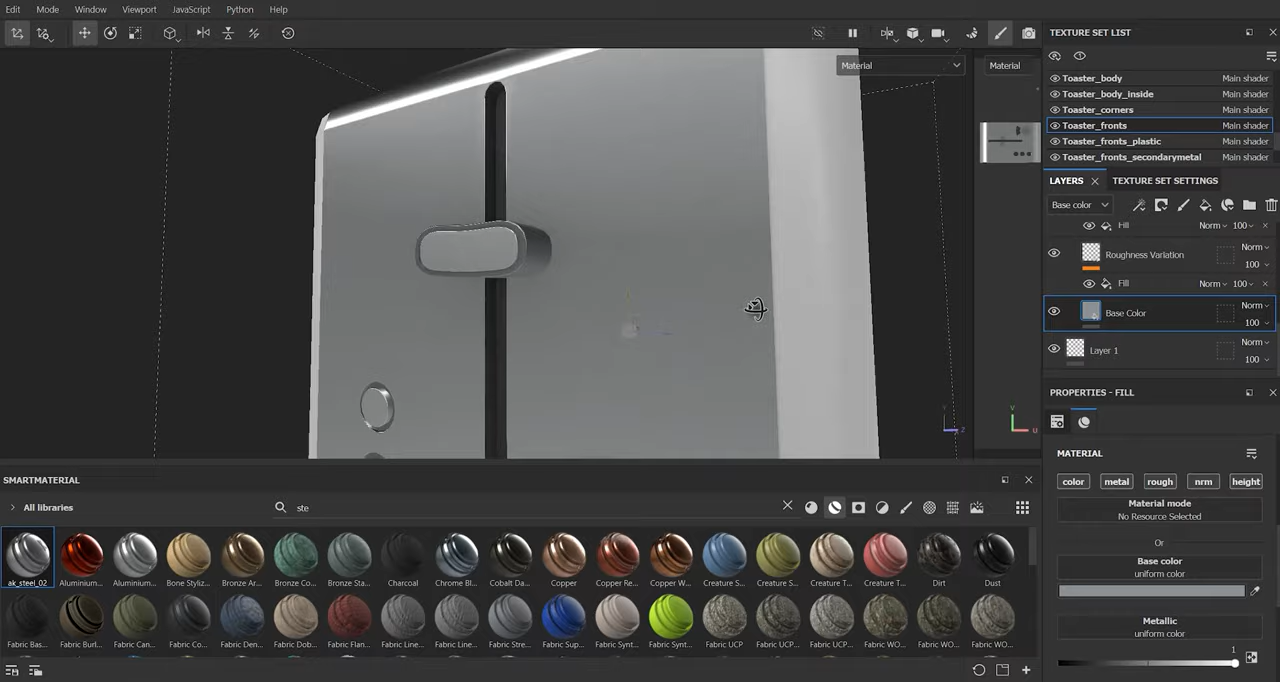 Edit Mode Window Viewport JavaScript Python Help
TEXTURE SET LIST
Material
Material
Toaster_body Main shader
Toaster_body_inside Main shader
Toaster_corners Main shader
Toaster_fronts Main shader
Toaster_fronts_plastic Main shader
Toaster_fronts_secondarymetal Main shader
LAYERS TEXTURE SET SETTINGS
Base color
Fill Norm 100
Roughness Variation Norm
100
Fill Norm 100
Base Color Norm
100
Layer 1 Norm
100
PROPERTIES - FILL
MATERIAL
color metal rough nrm height
Material mode
No Resource Selected
Or
Base color
uniform color
Metallic
uniform color
1
Y
Z
V
U
SMARTMATERIAL
All libraries
ste
ak_steel_02 Aluminium... Aluminium... Bone Styliz... Bronze Ar... Bronze Co... Bronze Sta... Charcoal Chrome Bl... Cobalt Da... Copper Copper Re... Copper W... Creature S... Creature S... Creature T... Creature T... Dirt Dust
Fabric Bas... Fabric Burl... Fabric Can... Fabric Co... Fabric Den... Fabric Dob... Fabric Flan... Fabric Line... Fabric Line... Fabric Stre... Fabric Sup... Fabric Synt... Fabric Synt... Fabric UCP Fabric UCP... Fabric UCP... Fabric WO... Fabric WO... Fabric WO...